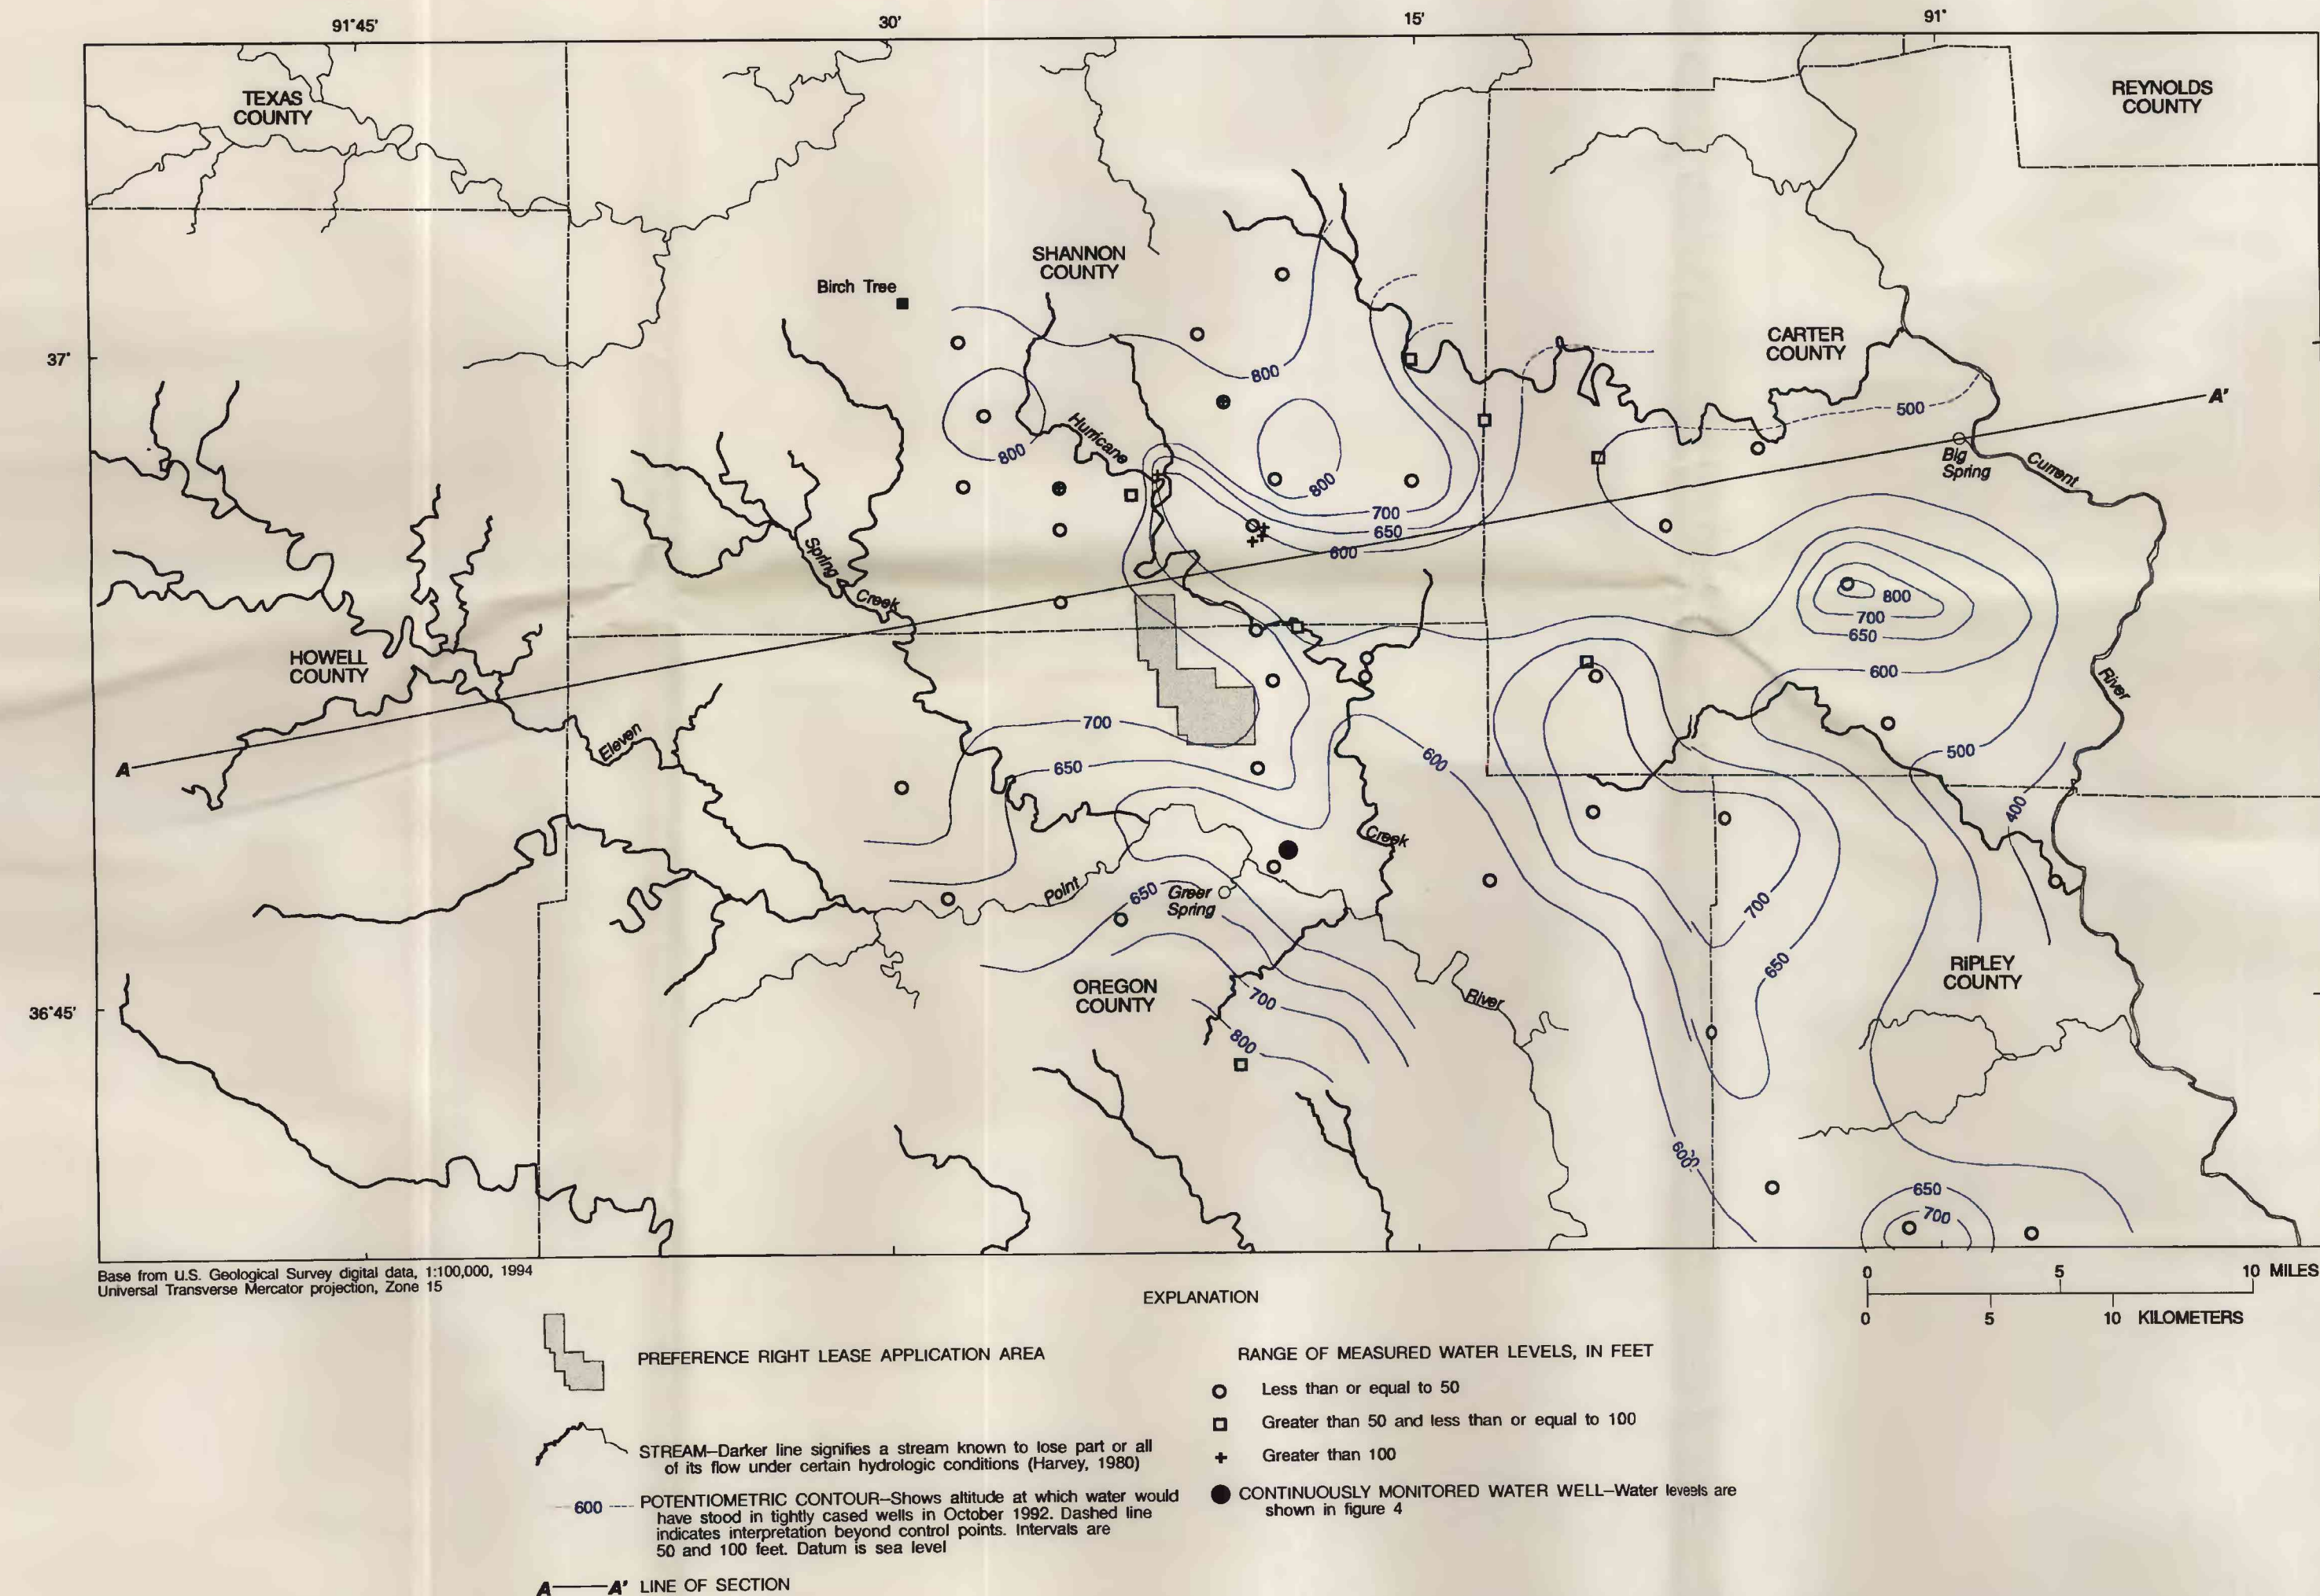 91°45'
30'
15'
91°
TEXAS
COUNTY
REYNOLDS
COUNTY
SHANNON
COUNTY
Birch Tree
CARTER
COUNTY
37°
800
A'
500
Hurricane
800
Big
Spring
Current
800
700
650
600
Spring
Creek
800
700
650
HOWELL
COUNTY
600
River
700
Eleven
500
600
A
650
400
Creek
Point
650
Greer
Spring
700
650
RIPLEY
COUNTY
OREGON
COUNTY
700
River
36°45'
800
600
650
700
Base from U.S. Geological Survey digital data, 1:100,000, 1994
Universal Transverse Mercator projection, Zone 15
0 5 10 MILES
0 5 10 KILOMETERS
EXPLANATION
PREFERENCE RIGHT LEASE APPLICATION AREA
STREAM—Darker line signifies a stream known to lose part or all
of its flow under certain hydrologic conditions (Harvey, 1980)
600 POTENTIOMETRIC CONTOUR—Shows altitude at which water would
have stood in tightly cased wells in October 1992. Dashed line
indicates interpretation beyond control points. Intervals are
50 and 100 feet. Datum is sea level
A—A' LINE OF SECTION
RANGE OF MEASURED WATER LEVELS, IN FEET
Less than or equal to 50
Greater than 50 and less than or equal to 100
Greater than 100
CONTINUOUSLY MONITORED WATER WELL—Water levels are
shown in figure 4